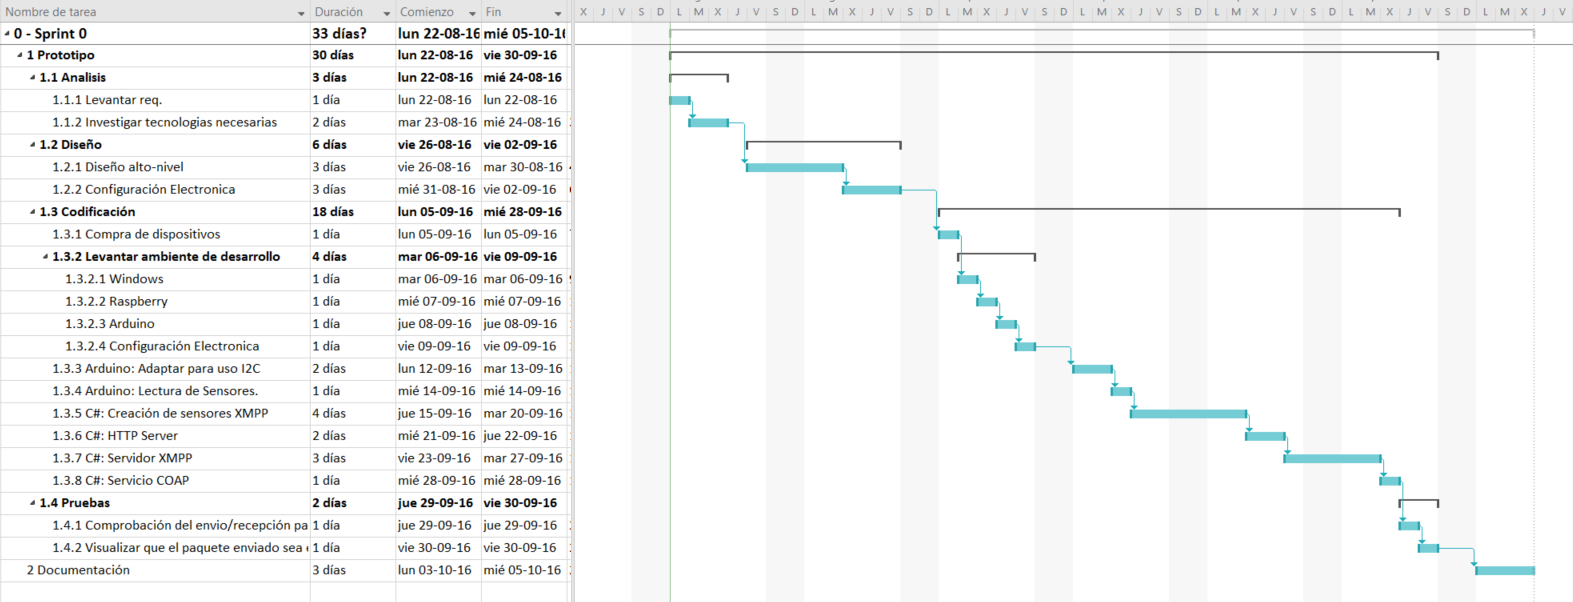 Nombre de tarea Duración Comienzo Fin X J V S D L M X J V S D L M X J V S D L M X J V S D L M X J V S D L M X J V S D L M X J V S D L M X J V
0 - Sprint 0 33 días? lun 22-08-16 mié 05-10-16
1 Prototipo 30 días lun 22-08-16 vie 30-09-16
1.1 Analisis 3 días lun 22-08-16 mié 24-08-16
1.1.1 Levantar req. 1 día lun 22-08-16 lun 22-08-16
1.1.2 Investigar tecnologias necesarias 2 días mar 23-08-16 mié 24-08-16
1.2 Diseño 6 días vie 26-08-16 vie 02-09-16
1.2.1 Diseño alto-nivel 3 días vie 26-08-16 mar 30-08-16
1.2.2 Configuración Electronica 3 días mié 31-08-16 vie 02-09-16
1.3 Codificación 18 días lun 05-09-16 mié 28-09-16
1.3.1 Compra de dispositivos 1 día lun 05-09-16 lun 05-09-16
1.3.2 Levantar ambiente de desarrollo 4 días mar 06-09-16 vie 09-09-16
1.3.2.1 Windows 1 día mar 06-09-16 mar 06-09-16
1.3.2.2 Raspberry 1 día mié 07-09-16 mié 07-09-16
1.3.2.3 Arduino 1 día jue 08-09-16 jue 08-09-16
1.3.2.4 Configuración Electronica 1 día vie 09-09-16 vie 09-09-16
1.3.3 Arduino: Adaptar para uso I2C 2 días lun 12-09-16 mar 13-09-16
1.3.4 Arduino: Lectura de Sensores. 1 día mié 14-09-16 mié 14-09-16
1.3.5 C#: Creación de sensores XMPP 4 días jue 15-09-16 mar 20-09-16
1.3.6 C#: HTTP Server 2 días mié 21-09-16 jue 22-09-16
1.3.7 C#: Servidor XMPP 3 días vie 23-09-16 mar 27-09-16
1.3.8 C#: Servicio COAP 1 día mié 28-09-16 mié 28-09-16
1.4 Pruebas 2 días jue 29-09-16 vie 30-09-16
1.4.1 Comprobación del envio/recepción pa 1 día jue 29-09-16 jue 29-09-16
1.4.2 Visualizar que el paquete enviado sea 1 día vie 30-09-16 vie 30-09-16
2 Documentación 3 días lun 03-10-16 mié 05-10-16